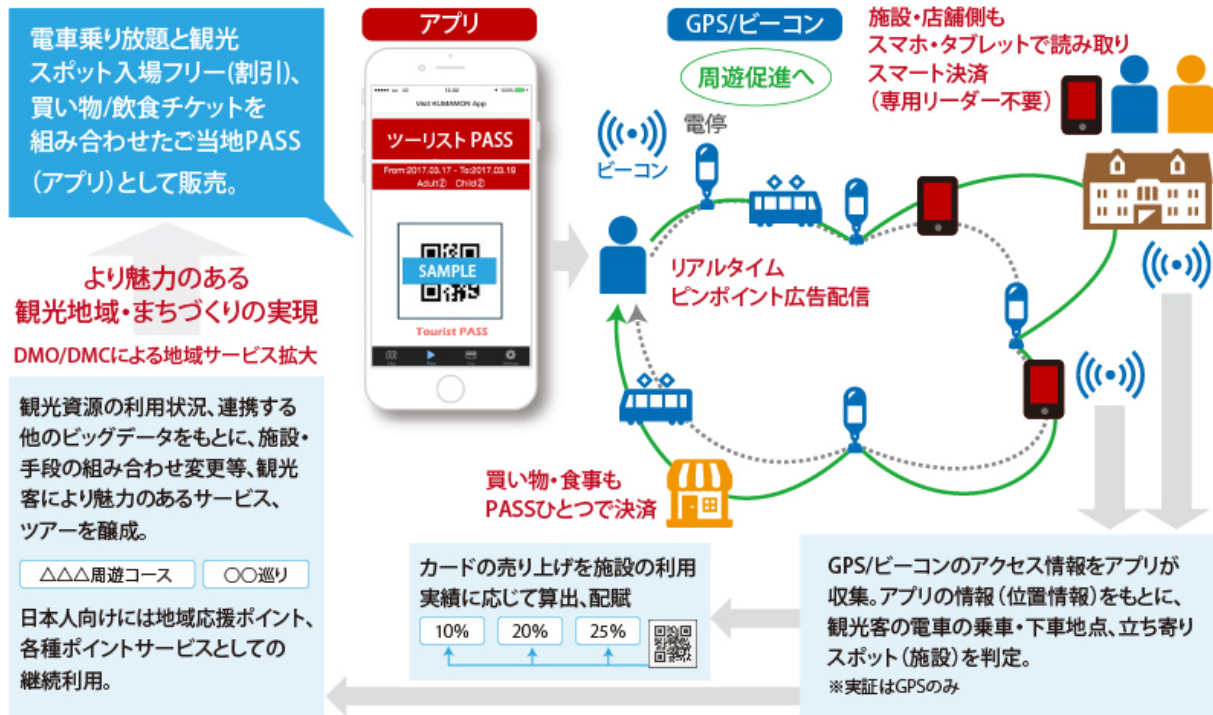 電車乗り放題と観光
スポット入場フリー(割引)、
買い物/飲食チケットを
組み合わせたご当地PASS
（アプリ）として販売。
より魅力のある
観光地域・まちづくりの実現
DMO/DMCによる地域サービス拡大
観光資源の利用状況、連携する
他のビッグデータをもとに、施設・
手段の組み合わせ変更等、観光
客により魅力のあるサービス、
ツアーを醸成。
△△△周遊コース
○○巡り
日本人向けには地域応援ポイント、
各種ポイントサービスとしての
継続利用。
アプリ
Visit KUMAMON App
ツーリスト PASS
From:2017.03.17 - To:2017.03.19
Adult② Child②
SAMPLE
Tourist PASS
GPS/ビーコン
周遊促進へ
ビーコン
電停
リアルタイム
ピンポイント広告配信
施設・店舗側も
スマホ・タブレットで読み取り
スマート決済
（専用リーダー不要）
買い物・食事も
PASSひとつで決済
カードの売り上げを施設の利用
実績に応じて算出、配賦
10%
20%
25%
GPS/ビーコンのアクセス情報をアプリが
収集。アプリの情報（位置情報）をもとに、
観光客の電車の乗車・下車地点、立ち寄り
スポット（施設）を判定。
※実証はGPSのみ